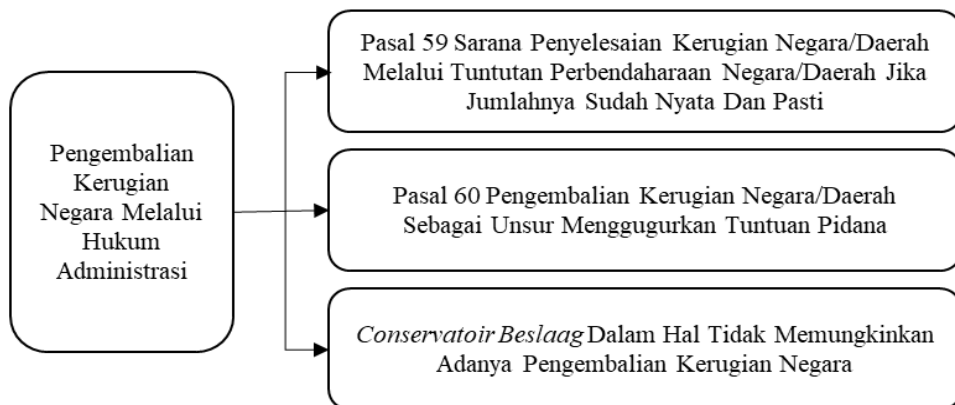 Pengembalian
Kerugian
Negara Melalui
Hukum
Administrasi
Pasal 59 Sarana Penyelesaian Kerugian Negara/Daerah
Melalui Tuntutan Perbendaharaan Negara/Daerah Jika
Jumlahnya Sudah Nyata Dan Pasti
Pasal 60 Pengembalian Kerugian Negara/Daerah
Sebagai Unsur Menggugurkan Tuntuan Pidana
Conservatoir Beslaag Dalam Hal Tidak Memungkinkan
Adanya Pengembalian Kerugian Negara